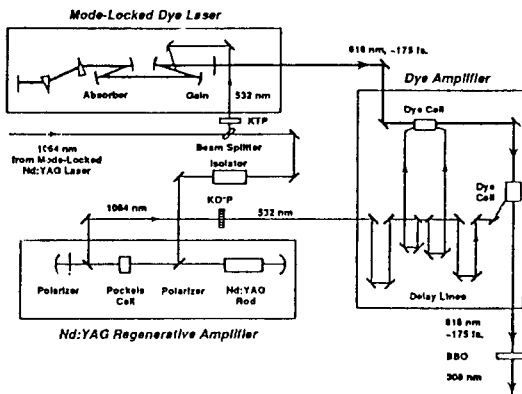 Mode-Locked Dye Laser
Absorber
Gain
532 nm
KTP
616 nm, ~175 fs.
Dye Amplifier
Dye Cell
Dye
Cell
1064 nm
from Mode-Locked
Nd:YAG Laser
Beam Splitter
Isolator
1064 nm
KD*P
532 nm
Polarizer
Pockels
Cell
Polarizer
Nd:YAG
Rod
Nd:YAG Regenerative Amplifier
Delay Lines
616 nm
~175 fs.
BBO
308 nm